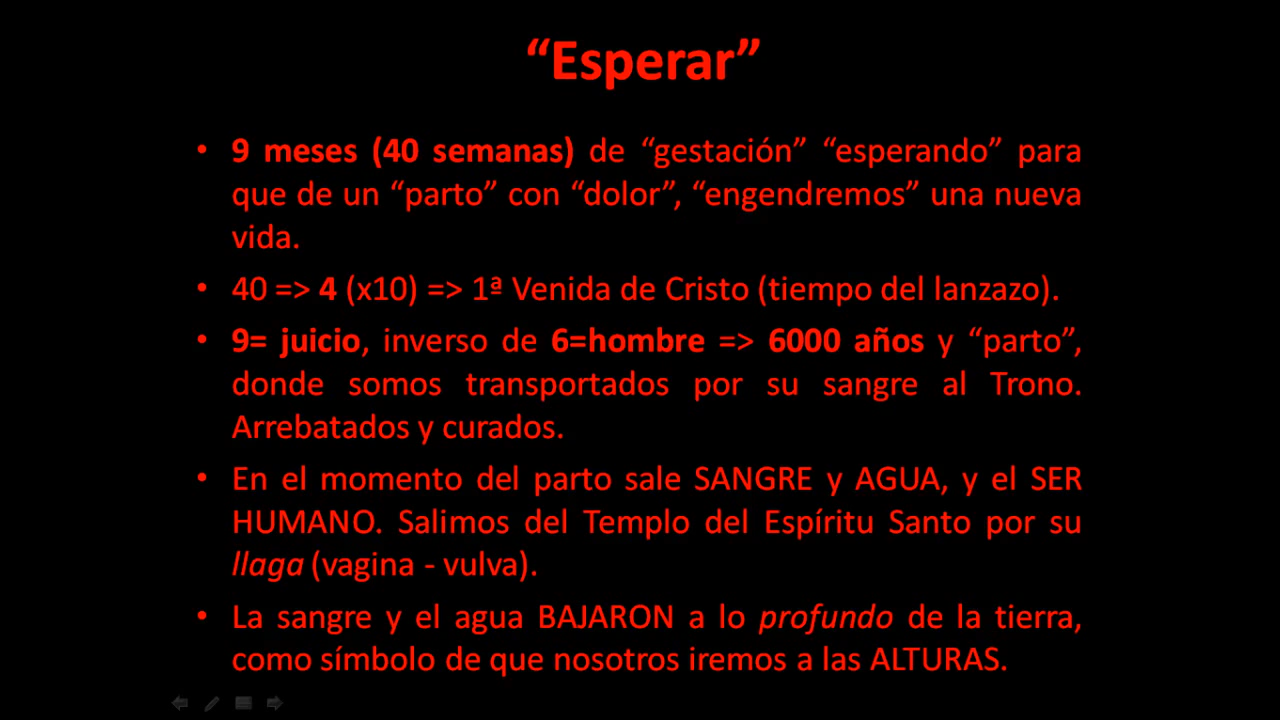 “Esperar”
• 9 meses (40 semanas) de “gestación” “esperando” para
que de un “parto” con “dolor”, “engendremos” una nueva
vida.
• 40 => 4 (x10) => 1ª Venida de Cristo (tiempo del lanzazo).
• 9= juicio, inverso de 6=hombre => 6000 años y “parto”,
donde somos transportados por su sangre al Trono.
Arrebatados y curados.
• En el momento del parto sale SANGRE y AGUA, y el SER
HUMANO. Salimos del Templo del Espíritu Santo por su
llaga (vagina - vulva).
• La sangre y el agua BAJARON a lo profundo de la tierra,
como símbolo de que nosotros iremos a las ALTURAS.